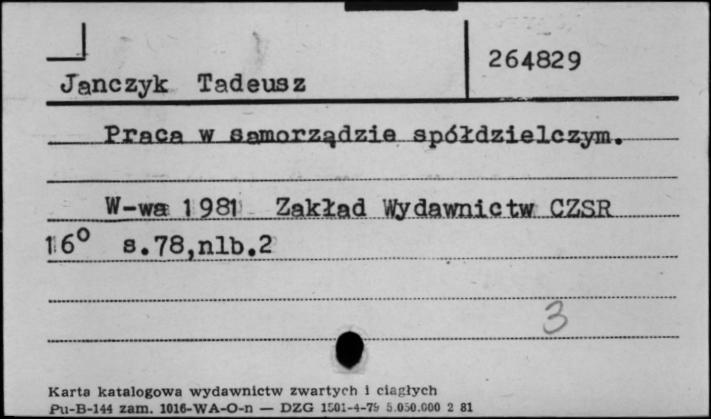 264829
Janczyk Tadeusz
Praca w samorządzie spółdzielczym.
W-wa 1981 Zakład Wydawnictw CZSR
16° s.78,nlb.2
3
Karta katalogowa wydawnictw zwartych i ciągłych
Pu-B-144 zam. 1016-WA-O-n — DZG 1501-4-79 5.050.000 2 81